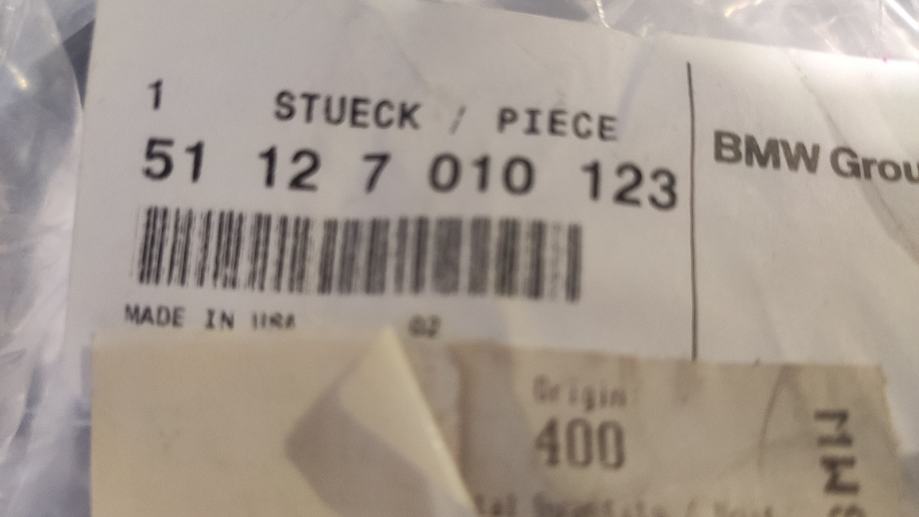 1 STUECK / PIECE
51 12 7 010 123
BMW Grou
MADE IN USA 02
Origin
400